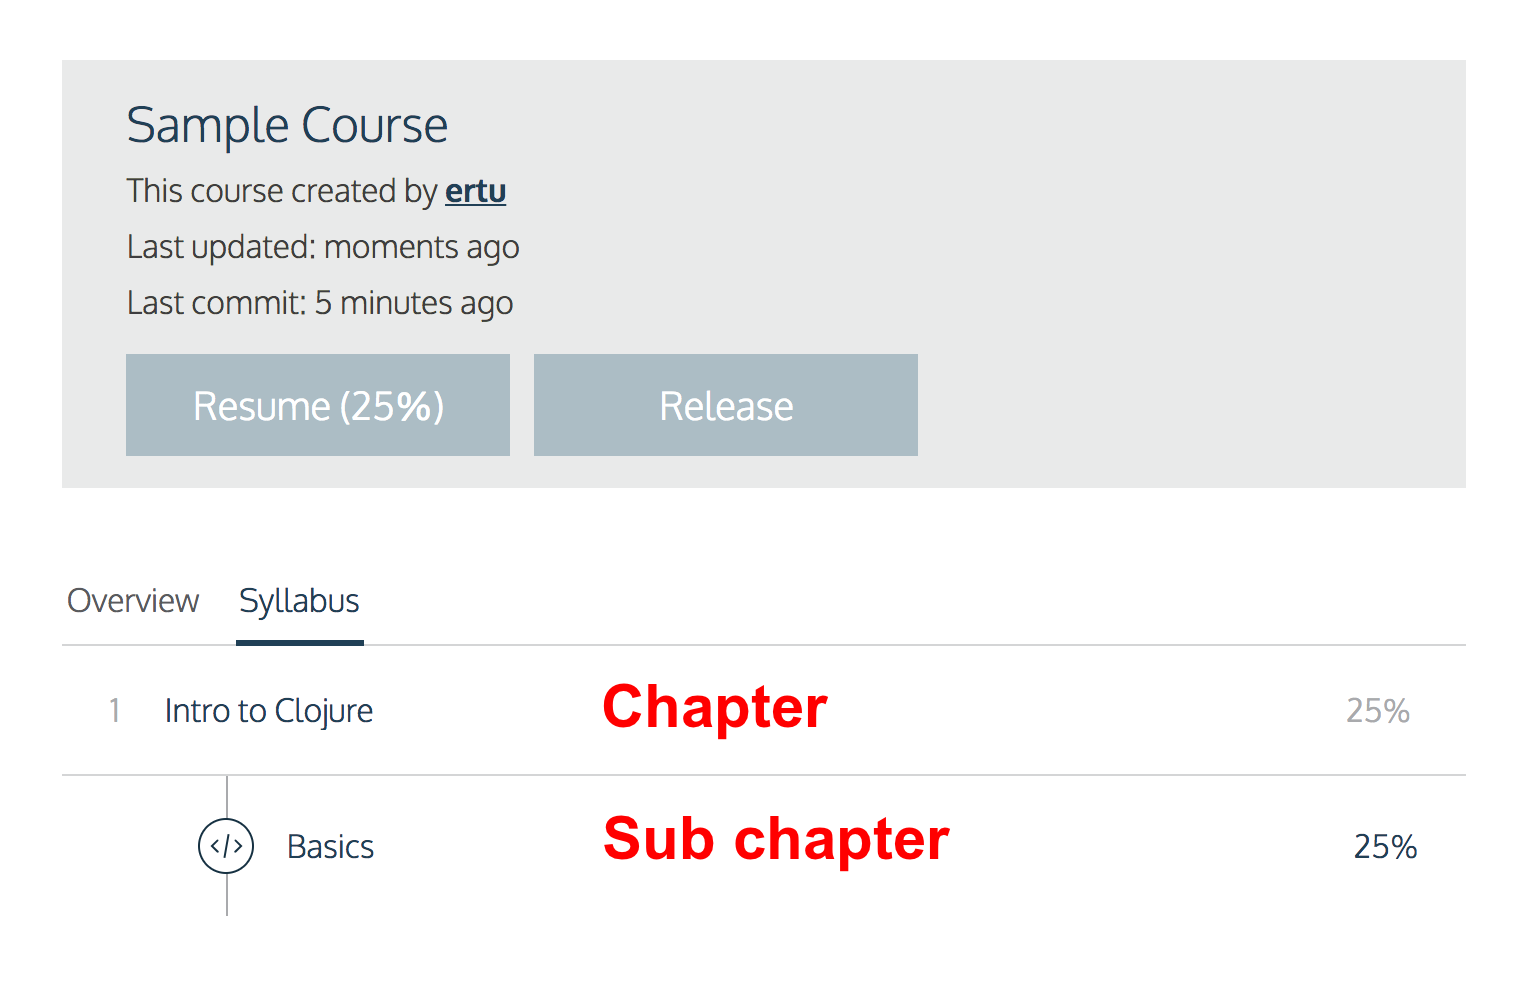 Sample Course
This course created by ertu
Last updated: moments ago
Last commit: 5 minutes ago
Resume (25%) Release
Overview Syllabus
1 Intro to Clojure Chapter 25%
</> Basics Sub chapter 25%